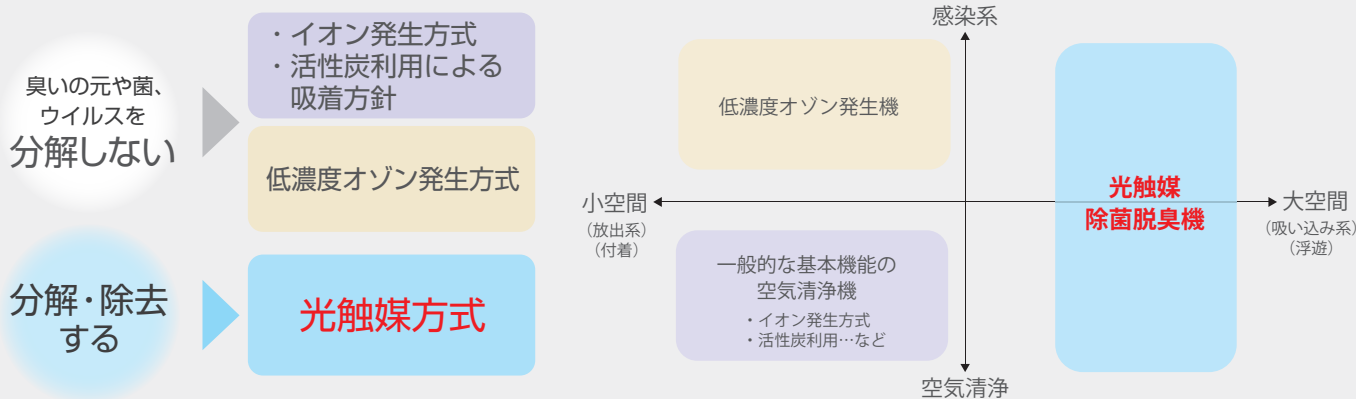 臭いの元や菌、
ウイルスを
分解しない
・イオン発生方式
・活性炭利用による
吸着方針
低濃度オゾン発生方式
分解・除去
する
光触媒方式
感染系
低濃度オゾン発生機
小空間
（放出系）
（付着）
光触媒
除菌脱臭機
大空間
（吸い込み系）
（浮遊）
一般的な基本機能の
空気清浄機
・イオン発生方式
・活性炭利用…など
空気清浄